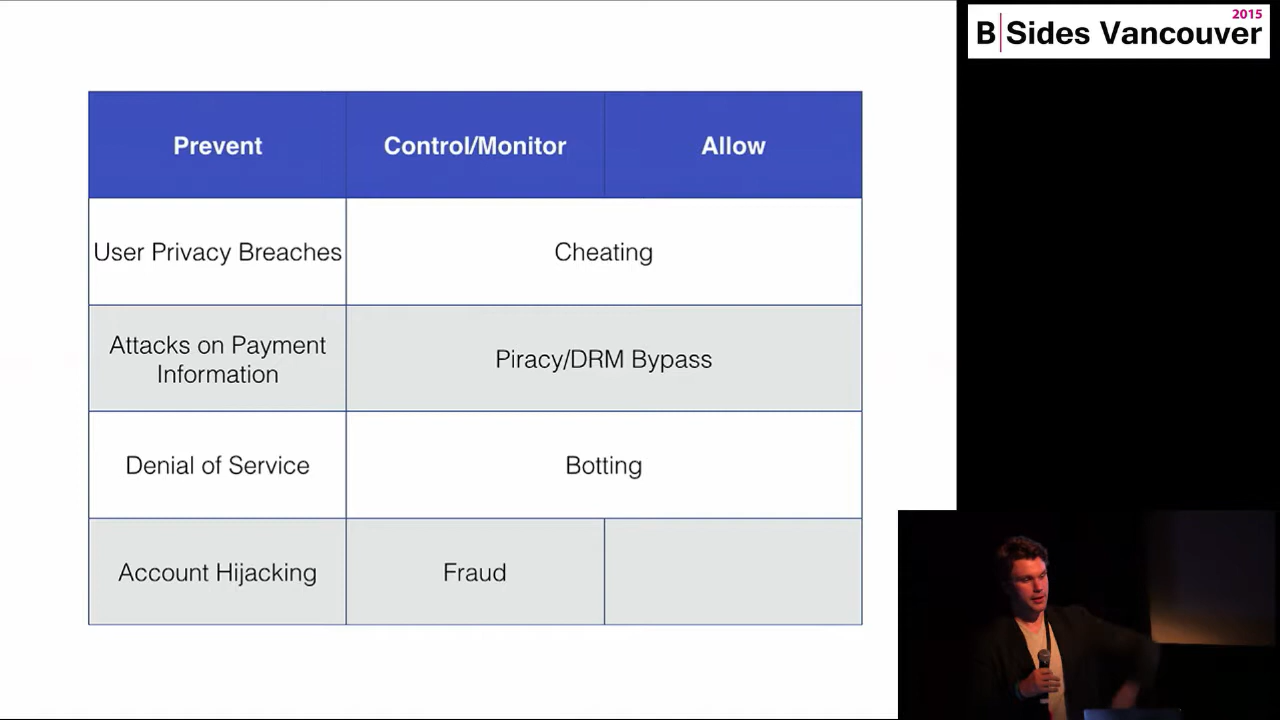 2015
B Sides Vancouver
Prevent
Control/Monitor
Allow
User Privacy Breaches
Cheating
Attacks on Payment
Information
Piracy/DRM Bypass
Denial of Service
Botting
Account Hijacking
Fraud